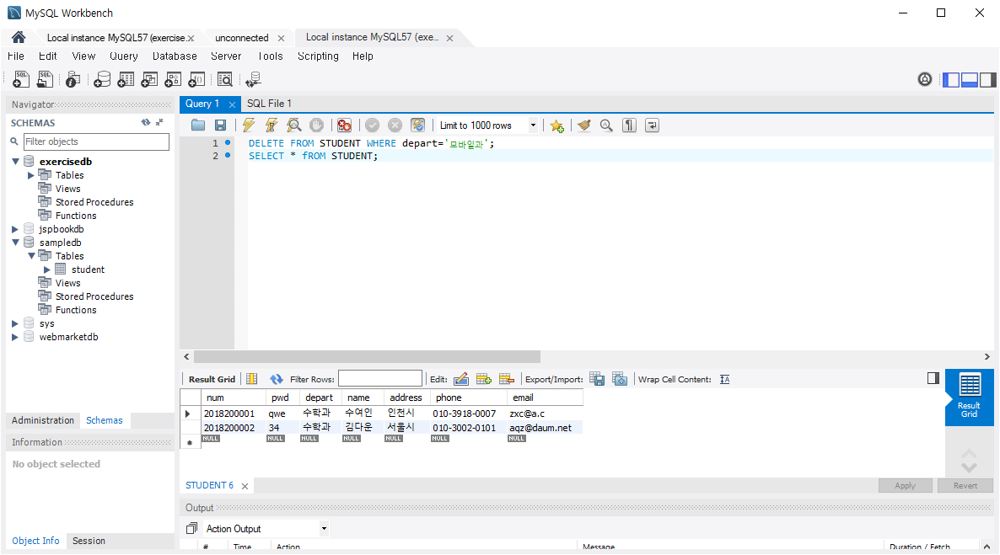 MySQL Workbench
Local instance MySQL57 (exercise... unconnected Local instance MySQL57 (exe...
File Edit View Query Database Server Tools Scripting Help
Navigator
SCHEMAS
Filter objects
exercisedb
Tables
Views
Stored Procedures
Functions
jspbookdb
sampledb
Tables
student
Views
Stored Procedures
Functions
sys
webmarketdb
Administration Schemas
Information
No object selected
Object Info Session
Query 1 SQL File 1
Limit to 1000 rows
1 DELETE FROM STUDENT WHERE depart='모바일과';
2 SELECT * fROM STUDENT;
Result Grid Filter Rows: Edit: Export/Import: Wrap Cell Content:
num pwd depart name address phone email
2018200001 qwe 수학과 수여인 인천시 010-3918-0007 zxc@a.c
2018200002 34 수학과 김다운 서울시 010-3002-0101 aqz@daum.net
NULL NULL NULL NULL NULL NULL NULL
Result
Grid
STUDENT 6 Apply Revert
Output
Action Output
# Time Action Message Duration / Fetch